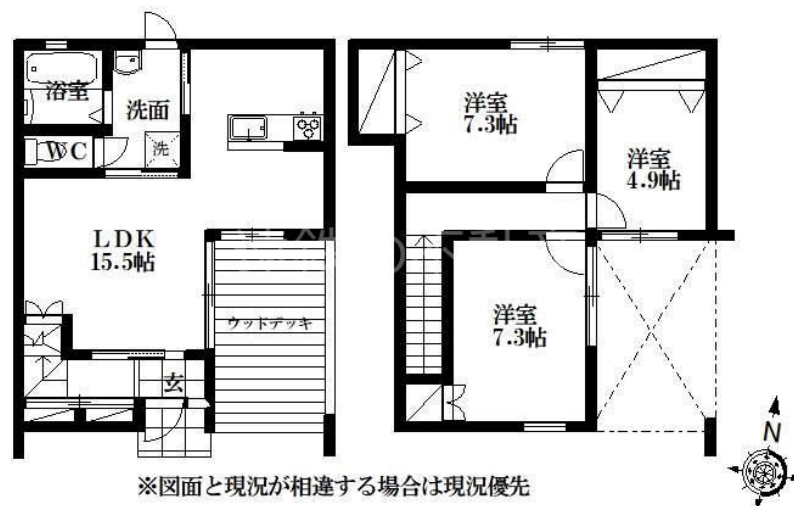 浴室
洗面
WC
洗
LDK
15.5帖
ウッドデッキ
玄
洋室
7.3帖
洋室
4.9帖
洋室
7.3帖
N
※図面と現況が相違する場合は現況優先